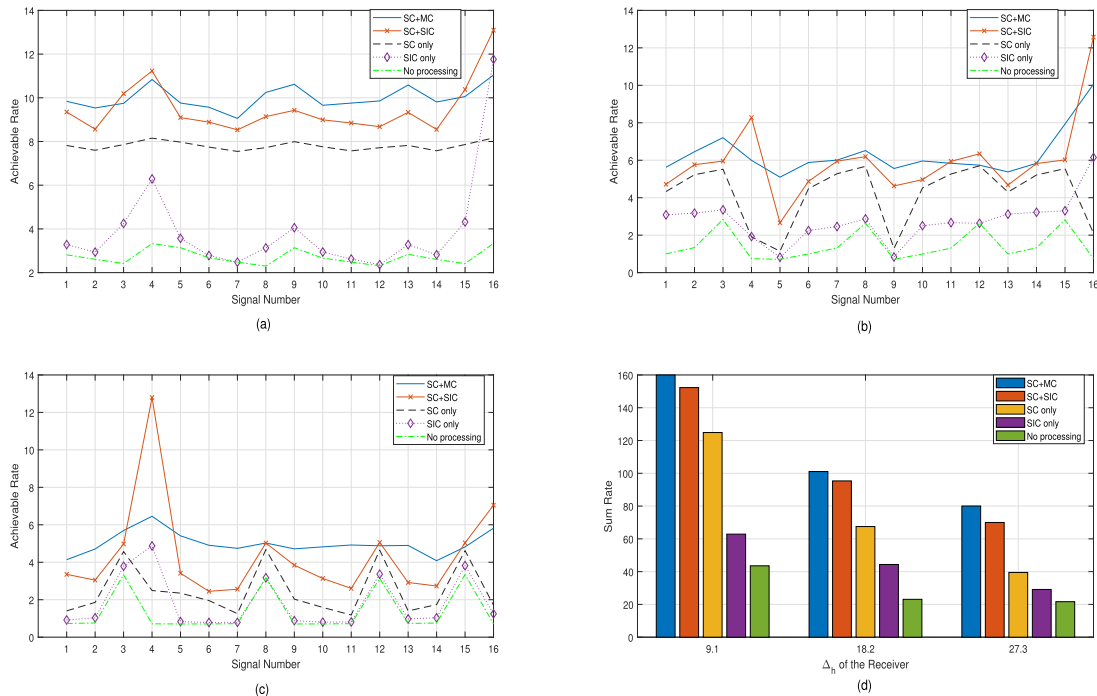 14
12
10
8
6
4
2
Achievable Rate
SC+MC
SC+SIC
SC only
SIC only
No processing
1 2 3 4 5 6 7 8 9 10 11 12 13 14 15 16
Signal Number
(a)
14
12
10
8
6
4
2
0
Achievable Rate
SC+MC
SC+SIC
SC only
SIC only
No processing
1 2 3 4 5 6 7 8 9 10 11 12 13 14 15 16
Signal Number
(b)
14
12
10
8
6
4
2
0
Achievable Rate
SC+MC
SC+SIC
SC only
SIC only
No processing
1 2 3 4 5 6 7 8 9 10 11 12 13 14 15 16
Signal Number
(c)
160
140
120
100
80
60
40
20
0
Sum Rate
SC+MC
SC+SIC
SC only
SIC only
No processing
9.1 18.2 27.3
Δh of the Receiver
(d)